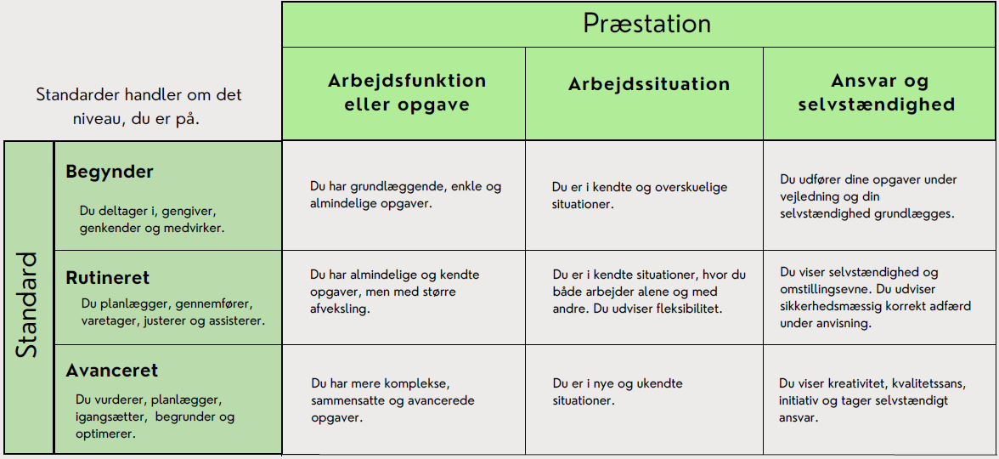 Præstation
Standarder handler om det
niveau, du er på.
Arbejdsfunktion
eller opgave
Arbejdssituation
Ansvar og
selvstændighed
Standard
Begynder
Du deltager i, gengiver,
genkender og medvirker.
Du har grundlæggende, enkle og
almindelige opgaver.
Du er i kendte og overskuelige
situationer.
Du udfører dine opgaver under
vejledning og din
selvstændighed grundlægges.
Rutineret
Du planlægger, gennemfører,
varetager, justerer og assisterer.
Du har almindelige og kendte
opgaver, men med større
afveksling.
Du er i kendte situationer, hvor du
både arbejder alene og med
andre. Du udviser fleksibilitet.
Du viser selvstændighed og
omstillingsevne. Du udviser
sikkerhedsmæssig korrekt adfærd
under anvisning.
Avanceret
Du vurderer, planlægger,
igangsætter, begrunder og
optimerer.
Du har mere komplekse,
sammensatte og avancerede
opgaver.
Du er i nye og ukendte
situationer.
Du viser kreativitet, kvalitetssans,
initiativ og tager selvstændigt
ansvar.